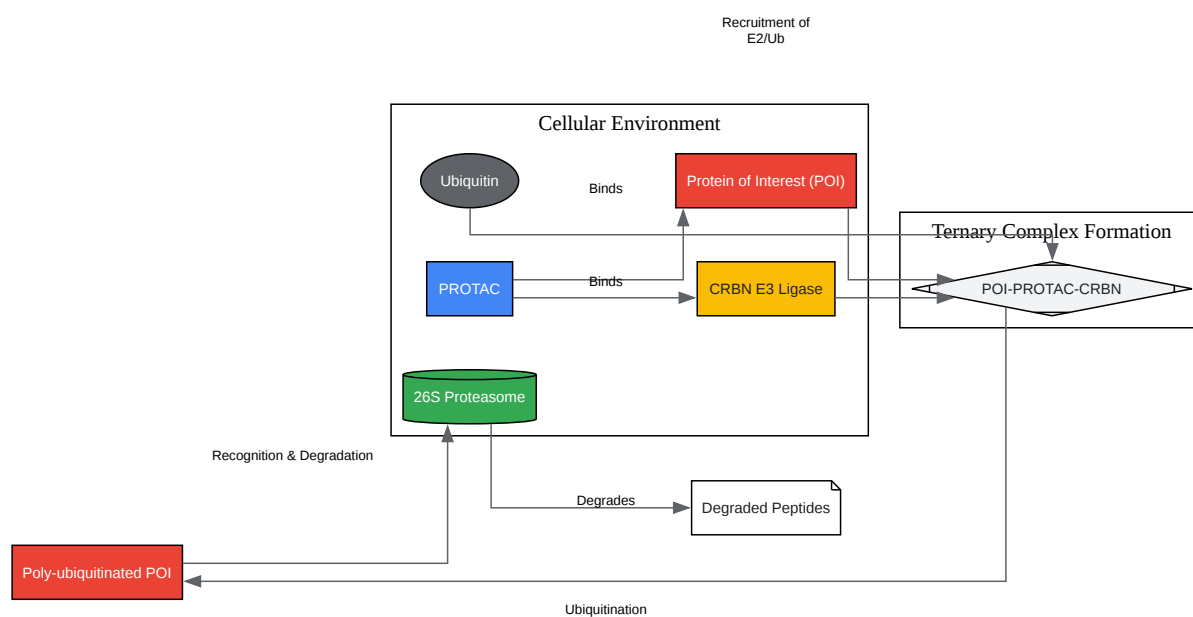 Recruitment of
E2/Ub
Cellular Environment
Ubiquitin
Binds
Protein of Interest (POI)
Ternary Complex Formation
PROTAC
Binds
CRBN E3 Ligase
POI-PROTAC-CRBN
26S Proteasome
Recognition & Degradation
Degrades
Degraded Peptides
Poly-ubiquitinated POI
Ubiquitination